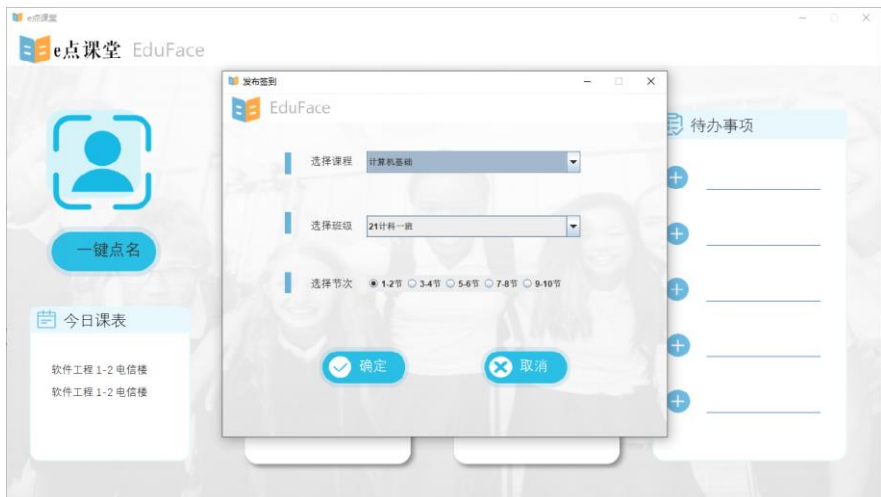 e点课堂
e点课堂 EduFace
发布签到
EduFace
待办事项
选择课程 计算机基础
选择班级 21计科一班
一键点名
选择节次 1-2节 3-4节 5-6节 7-8节 9-10节
今日课表
确定 取消
软件工程 1-2 电信楼
软件工程 1-2 电信楼